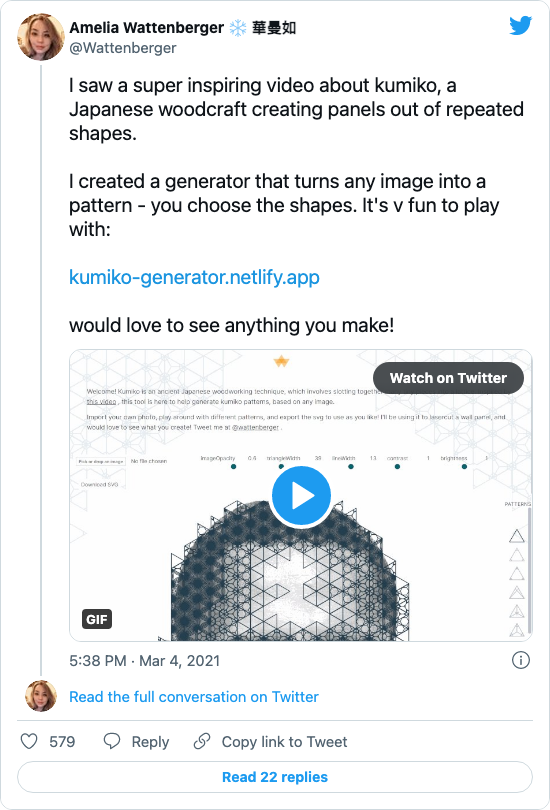 Amelia Wattenberger ❄️ 華曼如
@Wattenberger
I saw a super inspiring video about kumiko, a
Japanese woodcraft creating panels out of repeated
shapes.
I created a generator that turns any image into a
pattern - you choose the shapes. It's v fun to play
with:
kumiko-generator.netlify.app
would love to see anything you make!
Watch on Twitter
Welcome! Kumiko is an ancient Japanese woodworking technique, which involves slotting together
this video, this tool is here to help generate kumiko patterns, based on any image.
Import your own photo, play around with different patterns, and export the svg to use as you like! I'll be using it to lasercut a wall panel, and
would love to see what you create! Tweet me at @wattenberger .
No file chosen
imageOpacity 0.6 triangleWidth 39 lineWidth 13 contrast 1 brightness 1
Download SVG
PATTERNS
GIF
5:38 PM · Mar 4, 2021
Read the full conversation on Twitter
579 Reply Copy link to Tweet
Read 22 replies